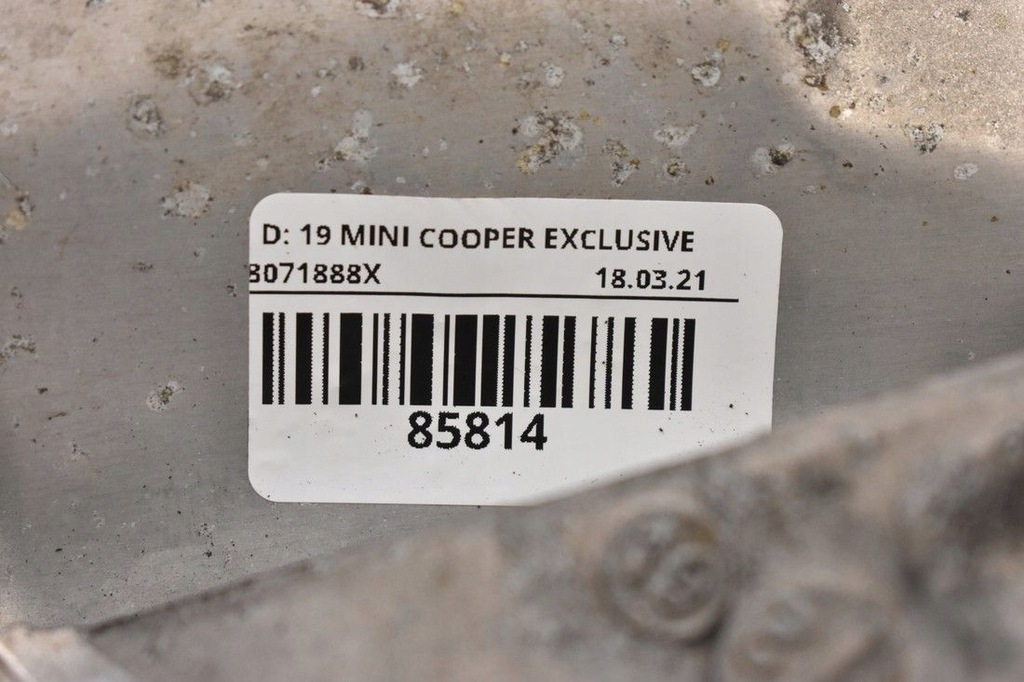 D: 19 MINI COOPER EXCLUSIVE
8071888X 18.03.21
85814